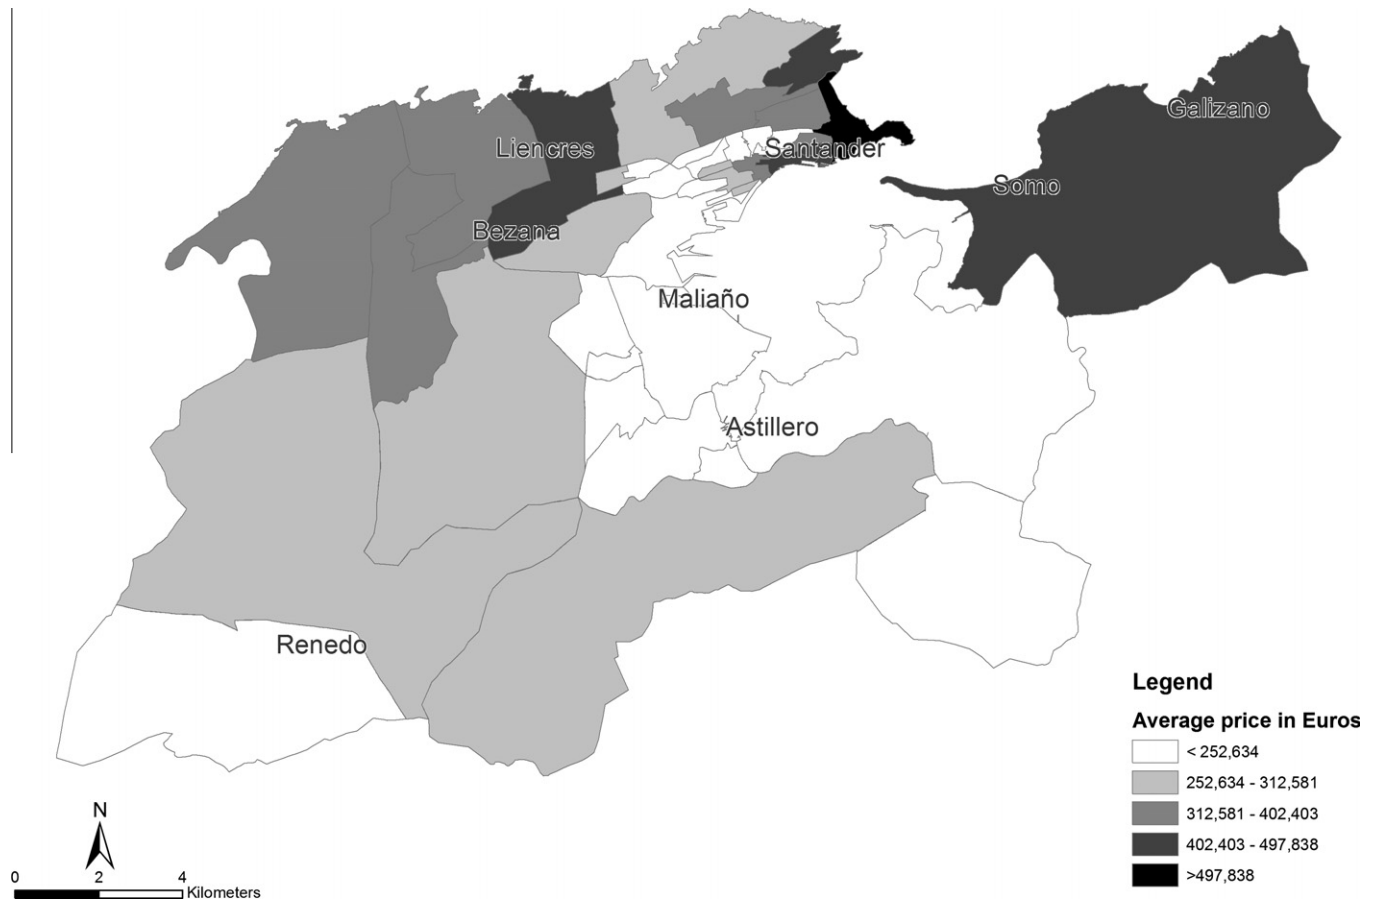 Galizano
Liencres
Santander
Somo
Bezana
Maliaño
Astillero
Renedo
Legend
Average price in Euros
< 252,634
252,634 - 312,581
312,581 - 402,403
402,403 - 497,838
>497,838
N
0 2 4
Kilometers